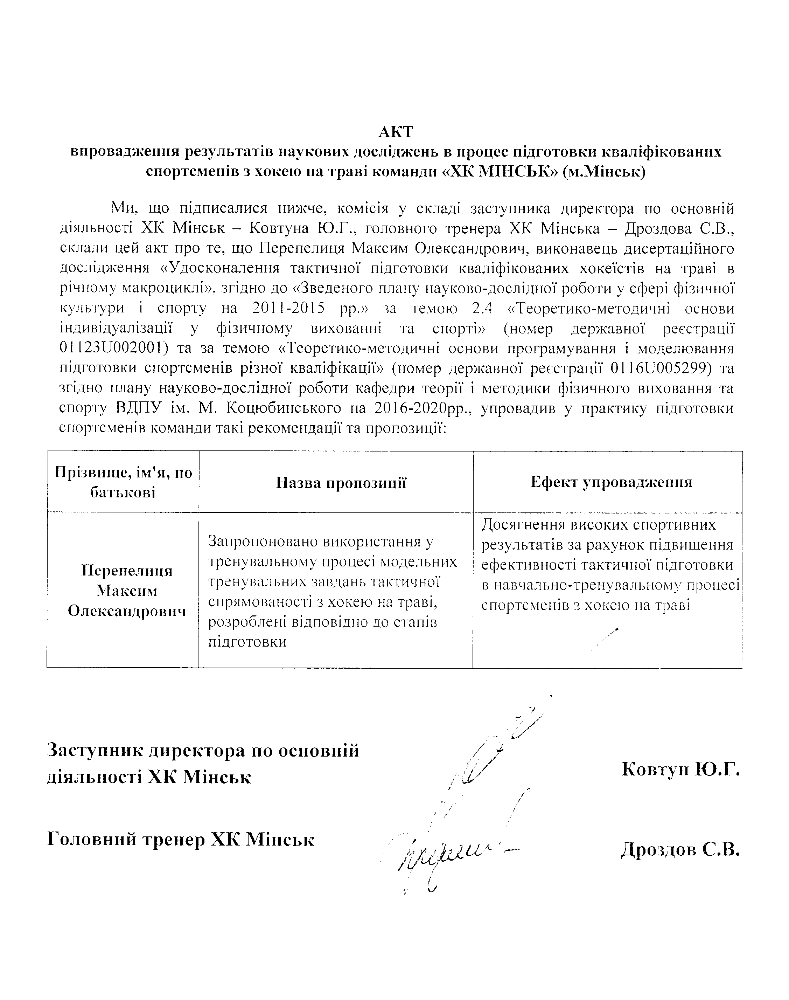 АКТ
впровадження результатів наукових досліджень в процес підготовки кваліфікованих
спортсменів з хокею на траві команди «ХК МІНСЬК» (м.Мінськ)
Ми, що підписалися нижче, комісія у складі заступника директора по основній
діяльності ХК Мінськ – Ковтуна Ю.Г., головного тренера ХК Мінська – Дроздова С.В.,
склали цей акт про те, що Перепелиця Максим Олександрович, виконавець дисертаційного
дослідження «Удосконалення тактичної підготовки кваліфікованих хокеїстів на траві в
річному макроциклі», згідно до «Зведеного плану науково-дослідної роботи у сфері фізичної
культури і спорту на 2011-2015 рр.» за темою 2.4 «Теоретико-методичні основи
індивідуалізації у фізичному вихованні та спорті» (номер державної реєстрації
01123U002001) та за темою «Теоретико-методичні основи програмування і моделювання
підготовки спортсменів різної кваліфікації» (номер державної реєстрації 0116U005299) та
згідно плану науково-дослідної роботи кафедри теорії і методики фізичного виховання та
спорту ВДПУ ім. М. Коцюбинського на 2016-2020рр., упровадив у практику підготовки
спортсменів команди такі рекомендації та пропозиції:
Прізвище, ім'я, по
батькові
Назва пропозиції
Ефект упровадження
Перепелиця
Максим
Олександрович
Запропоновано використання у
тренувальному процесі модельних
тренувальних завдань тактичної
спрямованості з хокею на траві,
розроблені відповідно до етапів
підготовки
Досягнення високих спортивних
результатів за рахунок підвищення
ефективності тактичної підготовки
в навчально-тренувальному процесі
спортсменів з хокею на траві
Заступник директора по основній
діяльності ХК Мінськ
Ковтун Ю.Г.
Головний тренер ХК Мінськ
Дроздов С.В.